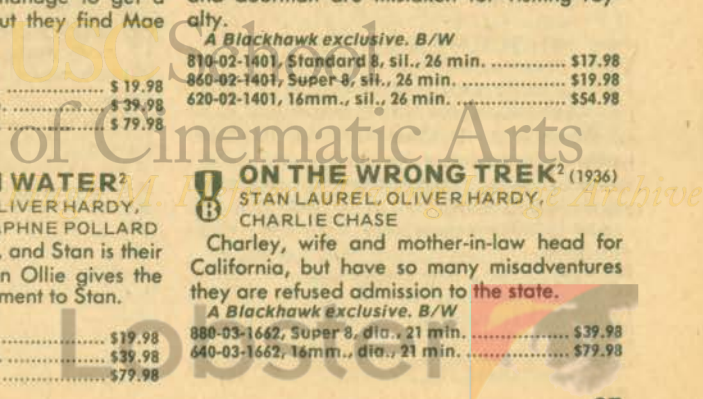 ut they find Mae
$19.98
$39.98
$79.98
WATER²
LIVER HARDY,
PHNE POLLARD
, and Stan is their
n Ollie gives the
ment to Stan.
$19.98
$39.98
$79.98
alty.
A Blackhawk exclusive. B/W
810-02-1401, Standard 8, sil., 26 min. .............. $17.98
860-02-1401, Super 8, sil., 26 min. .................. $19.98
620-02-1401, 16mm., sil., 26 min. ................... $54.98
ON THE WRONG TREK² (1936)
STAN LAUREL, OLIVER HARDY,
CHARLIE CHASE
Charley, wife and mother-in-law head for
California, but have so many misadventures
they are refused admission to the state.
A Blackhawk exclusive. B/W
880-03-1662, Super 8, dia., 21 min. ................. $39.98
640-03-1662, 16mm., dia., 21 min. .................. $79.98
USC School
of Cinematic Arts
Archive
Lobster